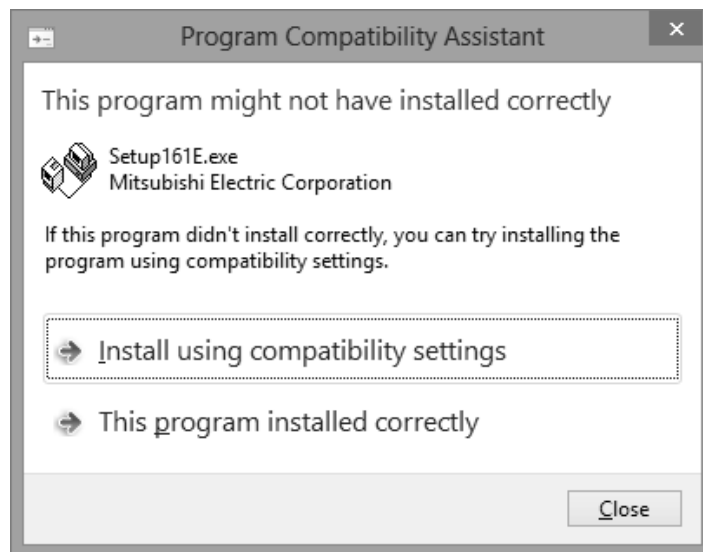 Program Compatibility Assistant
This program might not have installed correctly
Setup161E.exe
Mitsubishi Electric Corporation
If this program didn't install correctly, you can try installing the
program using compatibility settings.
Install using compatibility settings
This program installed correctly
Close